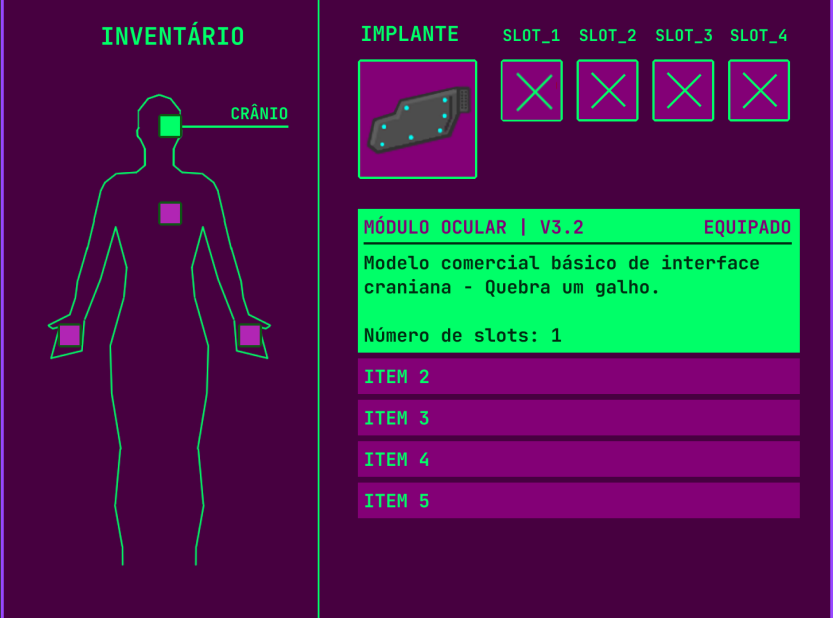 INVENTÁRIO
CRÂNIO
IMPLANTE
SLOT_1 SLOT_2 SLOT_3 SLOT_4
MÓDULO OCULAR | V3.2 EQUIPADO
Modelo comercial básico de interface
craniana - Quebra um galho.
Número de slots: 1
ITEM 2
ITEM 3
ITEM 4
ITEM 5